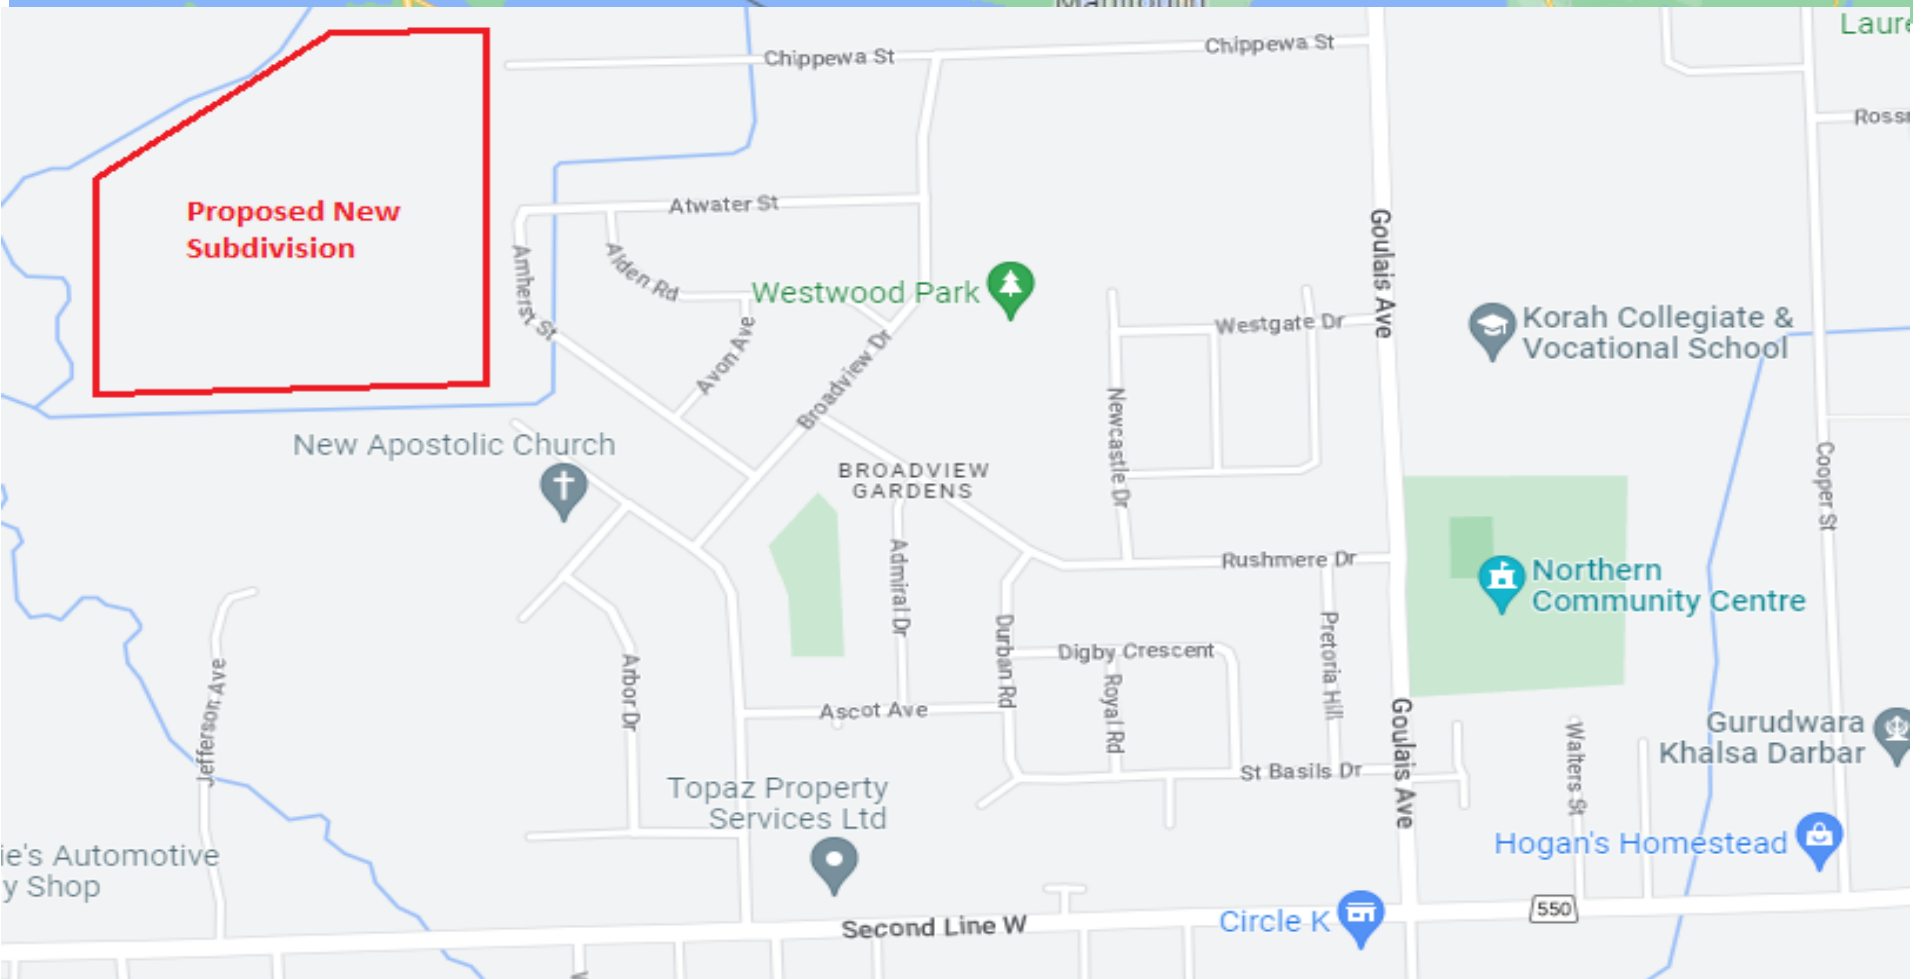 Manitoulin
Laure
Chippewa St
Chippewa St
Rossm
Proposed New
Subdivision
Atwater St
Amherst St
Alden Rd
Avon Ave
Westwood Park
Broadview Dr
Goulais Ave
Westgate Dr
Korah Collegiate &
Vocational School
Newcastle Dr
New Apostolic Church
BROADVIEW
GARDENS
Cooper St
Admiral Dr
Rushmere Dr
Northern
Community Centre
Durban Rd
Digby Crescent
Royal Rd
Pretoria Hill
Jefferson Ave
Arbor Dr
Ascot Ave
Goulais Ave
Walters St
Gurudwara
Khalsa Darbar
St Basils Dr
Topaz Property
Services Ltd
Hogan's Homestead
ie's Automotive
y Shop
Second Line W
Circle K
550